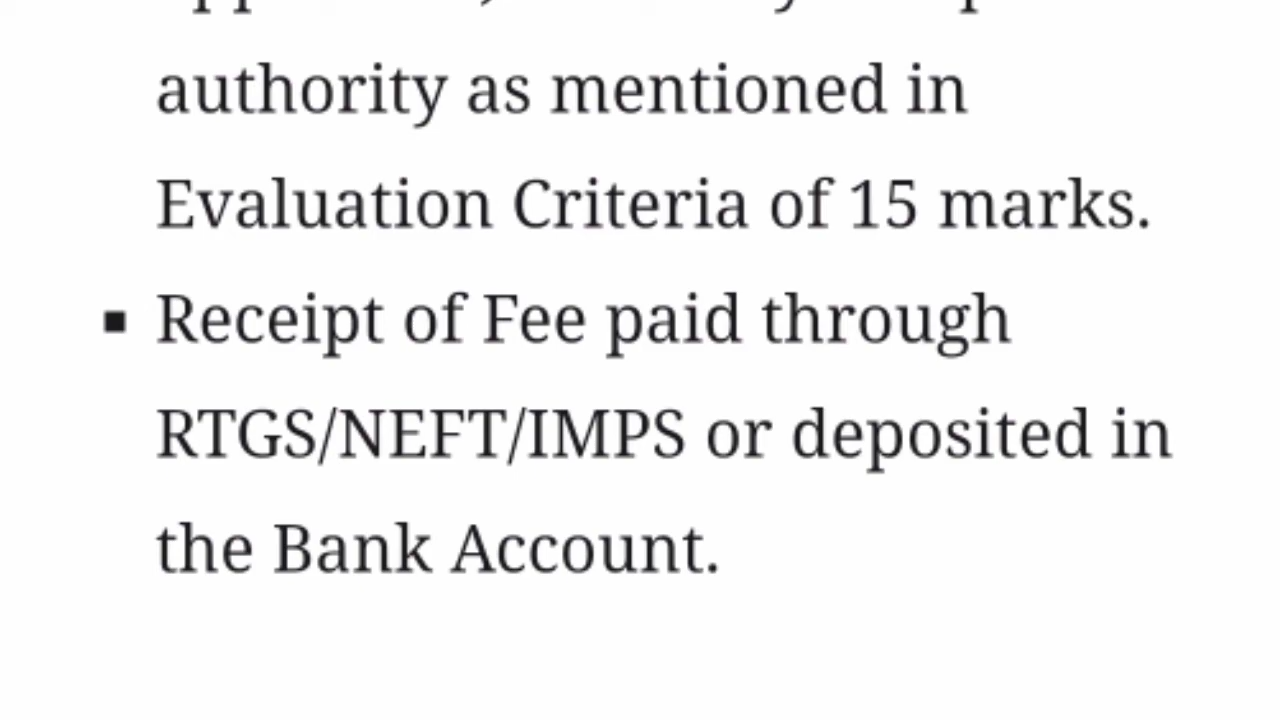 authority as mentioned in
Evaluation Criteria of 15 marks.
▪ Receipt of Fee paid through
RTGS/NEFT/IMPS or deposited in
the Bank Account.